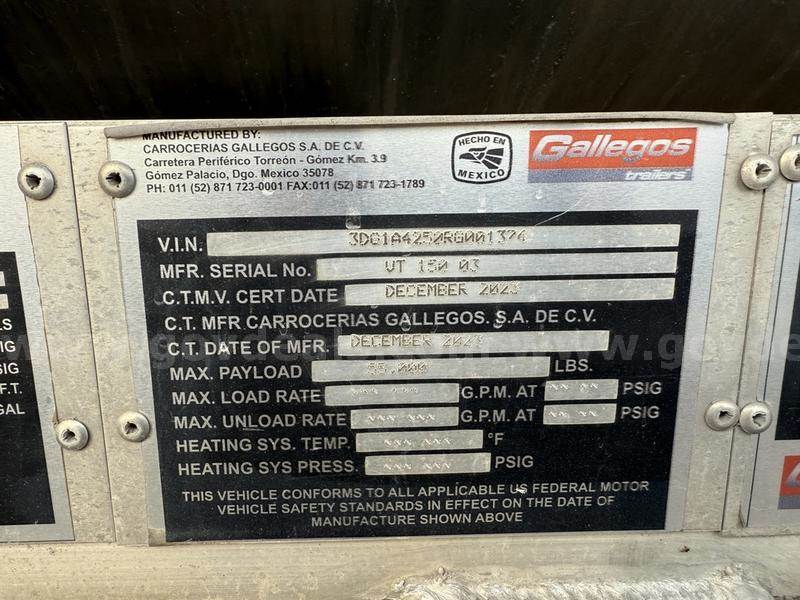 MANUFACTURED BY:
CARROCERIAS GALLEGOS S.A. DE C.V.
Carretera Periférico Torreón - Gómez Km. 3.9
Gómez Palacio, Dgo. Mexico 35078
PH: 011 (52) 871 723-0001 FAX:011 (52) 871 723-1789
HECHO EN
MEXICO
Gallegos
trailers
V.I.N. 3DG1A4250RG001374
MFR. SERIAL No. VT 150 03
C.T.M.V. CERT DATE DECEMBER 2023
C.T. MFR CARROCERIAS GALLEGOS. S.A. DE C.V.
C.T. DATE OF MFR. DECEMBER 2023
MAX. PAYLOAD 55,000 LBS.
MAX. LOAD RATE G.P.M. AT PSIG
MAX. UNLOAD RATE *** *** G.P.M. AT ** ** PSIG
HEATING SYS. TEMP. *** *** °F
HEATING SYS PRESS. *** *** PSIG
THIS VEHICLE CONFORMS TO ALL APPLICABLE US FEDERAL MOTOR
VEHICLE SAFETY STANDARDS IN EFFECT ON THE DATE OF
MANUFACTURE SHOWN ABOVE